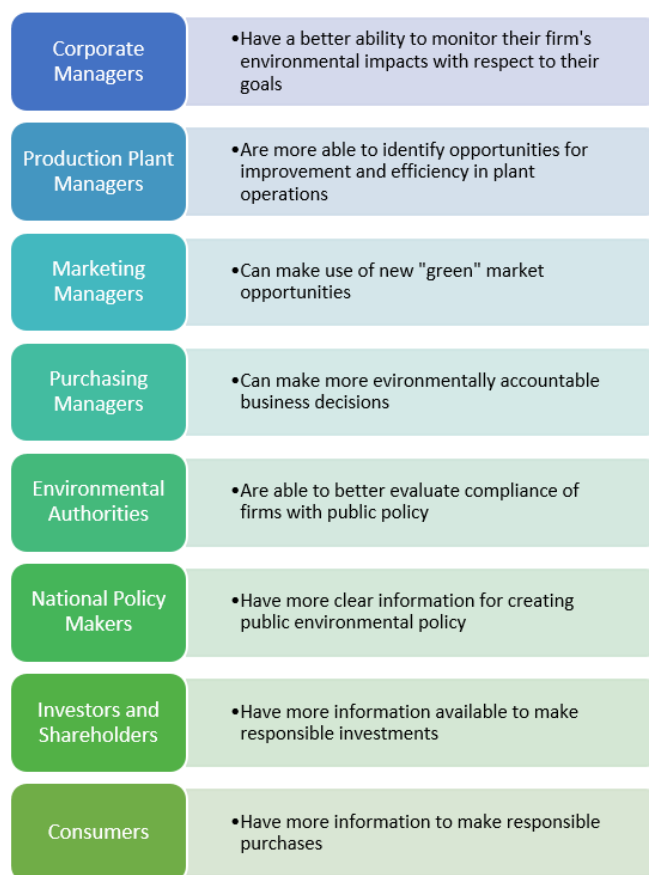 Corporate
Managers
•Have a better ability to monitor their firm's
environmental impacts with respect to their
goals
Production Plant
Managers
•Are more able to identify opportunities for
improvement and efficiency in plant
operations
Marketing
Managers
•Can make use of new "green" market
opportunities
Purchasing
Managers
•Can make more evironmentally accountable
business decisions
Environmental
Authorities
•Are able to better evaluate compliance of
firms with public policy
National Policy
Makers
•Have more clear information for creating
public environmental policy
Investors and
Shareholders
•Have more information available to make
responsible investments
Consumers
•Have more information to make responsible
purchases